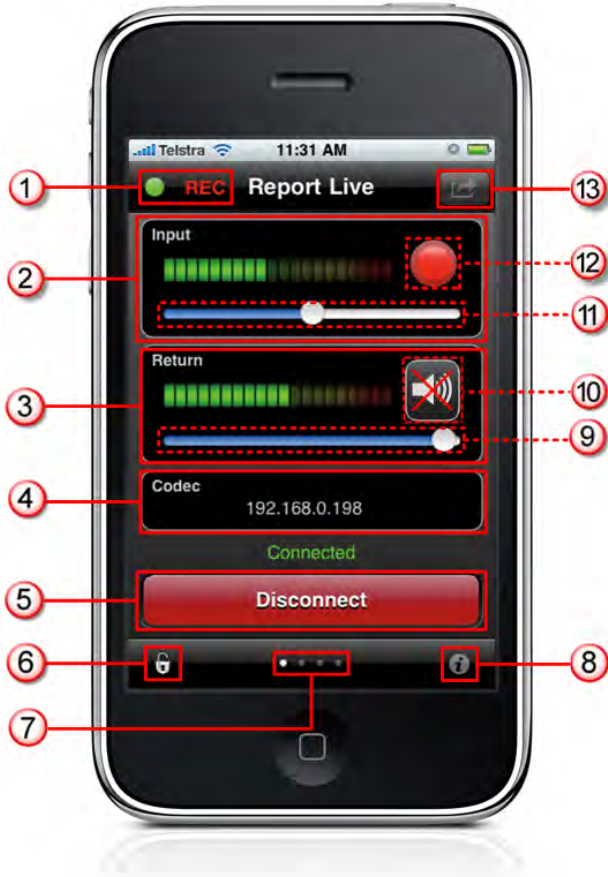 Telstra 11:31 AM
1 REC Report Live 13
Input
12
2
11
Return
3
10
9
Codec
4
192.168.0.198
Connected
5 Disconnect
6 8
7